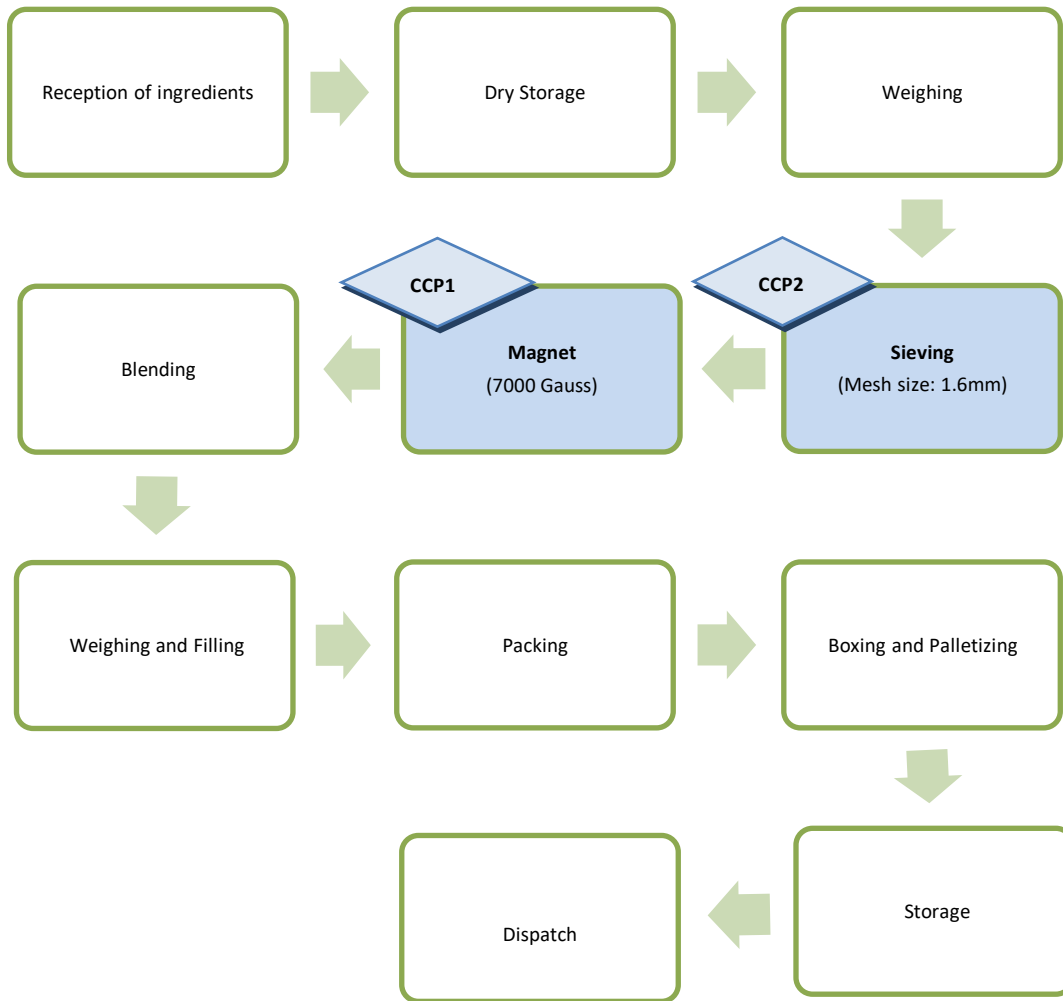 Reception of ingredients
Dry Storage
Weighing
CCP2
Sieving
(Mesh size: 1.6mm)
CCP1
Magnet
(7000 Gauss)
Blending
Weighing and Filling
Packing
Boxing and Palletizing
Storage
Dispatch